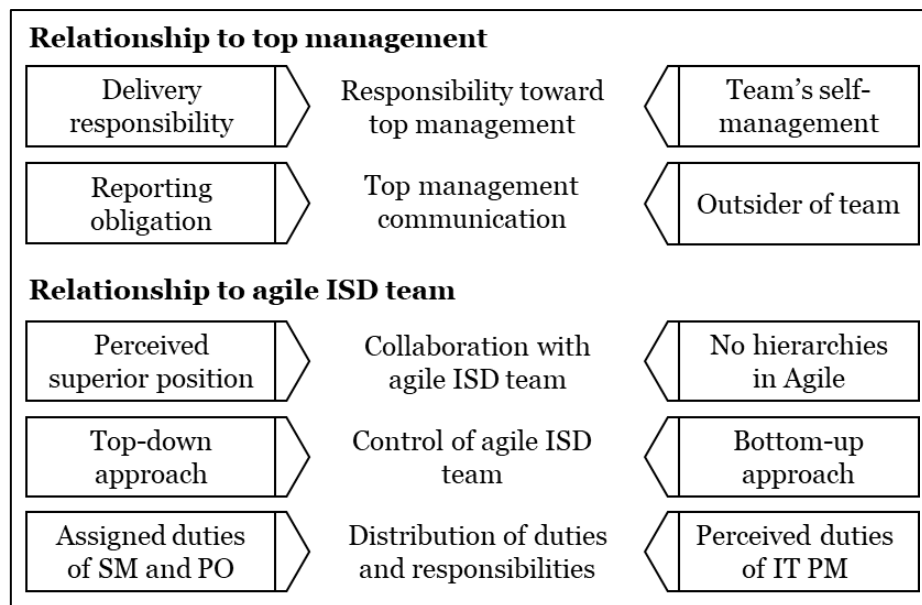 Relationship to top management
Delivery
responsibility
Responsibility toward
top management
Team's self-
management
Reporting
obligation
Top management
communication
Outsider of team
Relationship to agile ISD team
Perceived
superior position
Collaboration with
agile ISD team
No hierarchies
in Agile
Top-down
approach
Control of agile ISD
team
Bottom-up
approach
Assigned duties
of SM and PO
Distribution of duties
and responsibilities
Perceived duties
of IT PM